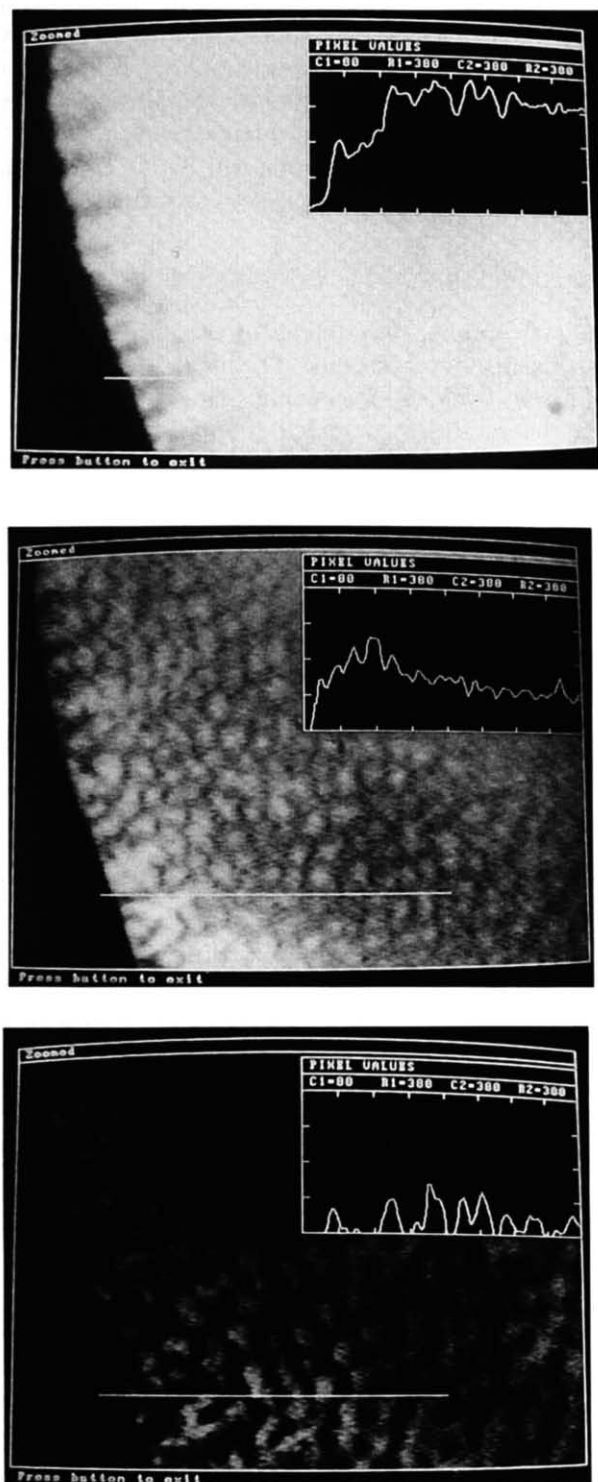 Zoomed
PIXEL VALUES
C1=80 R1=380 C2=380 R2=380
Press button to exit
Zoomed
PIXEL VALUES
C1=80 R1=380 C2=380 R2=380
Press button to exit
Zoomed
PIXEL VALUES
C1=80 R1=380 C2=380 R2=380
Press button to exit